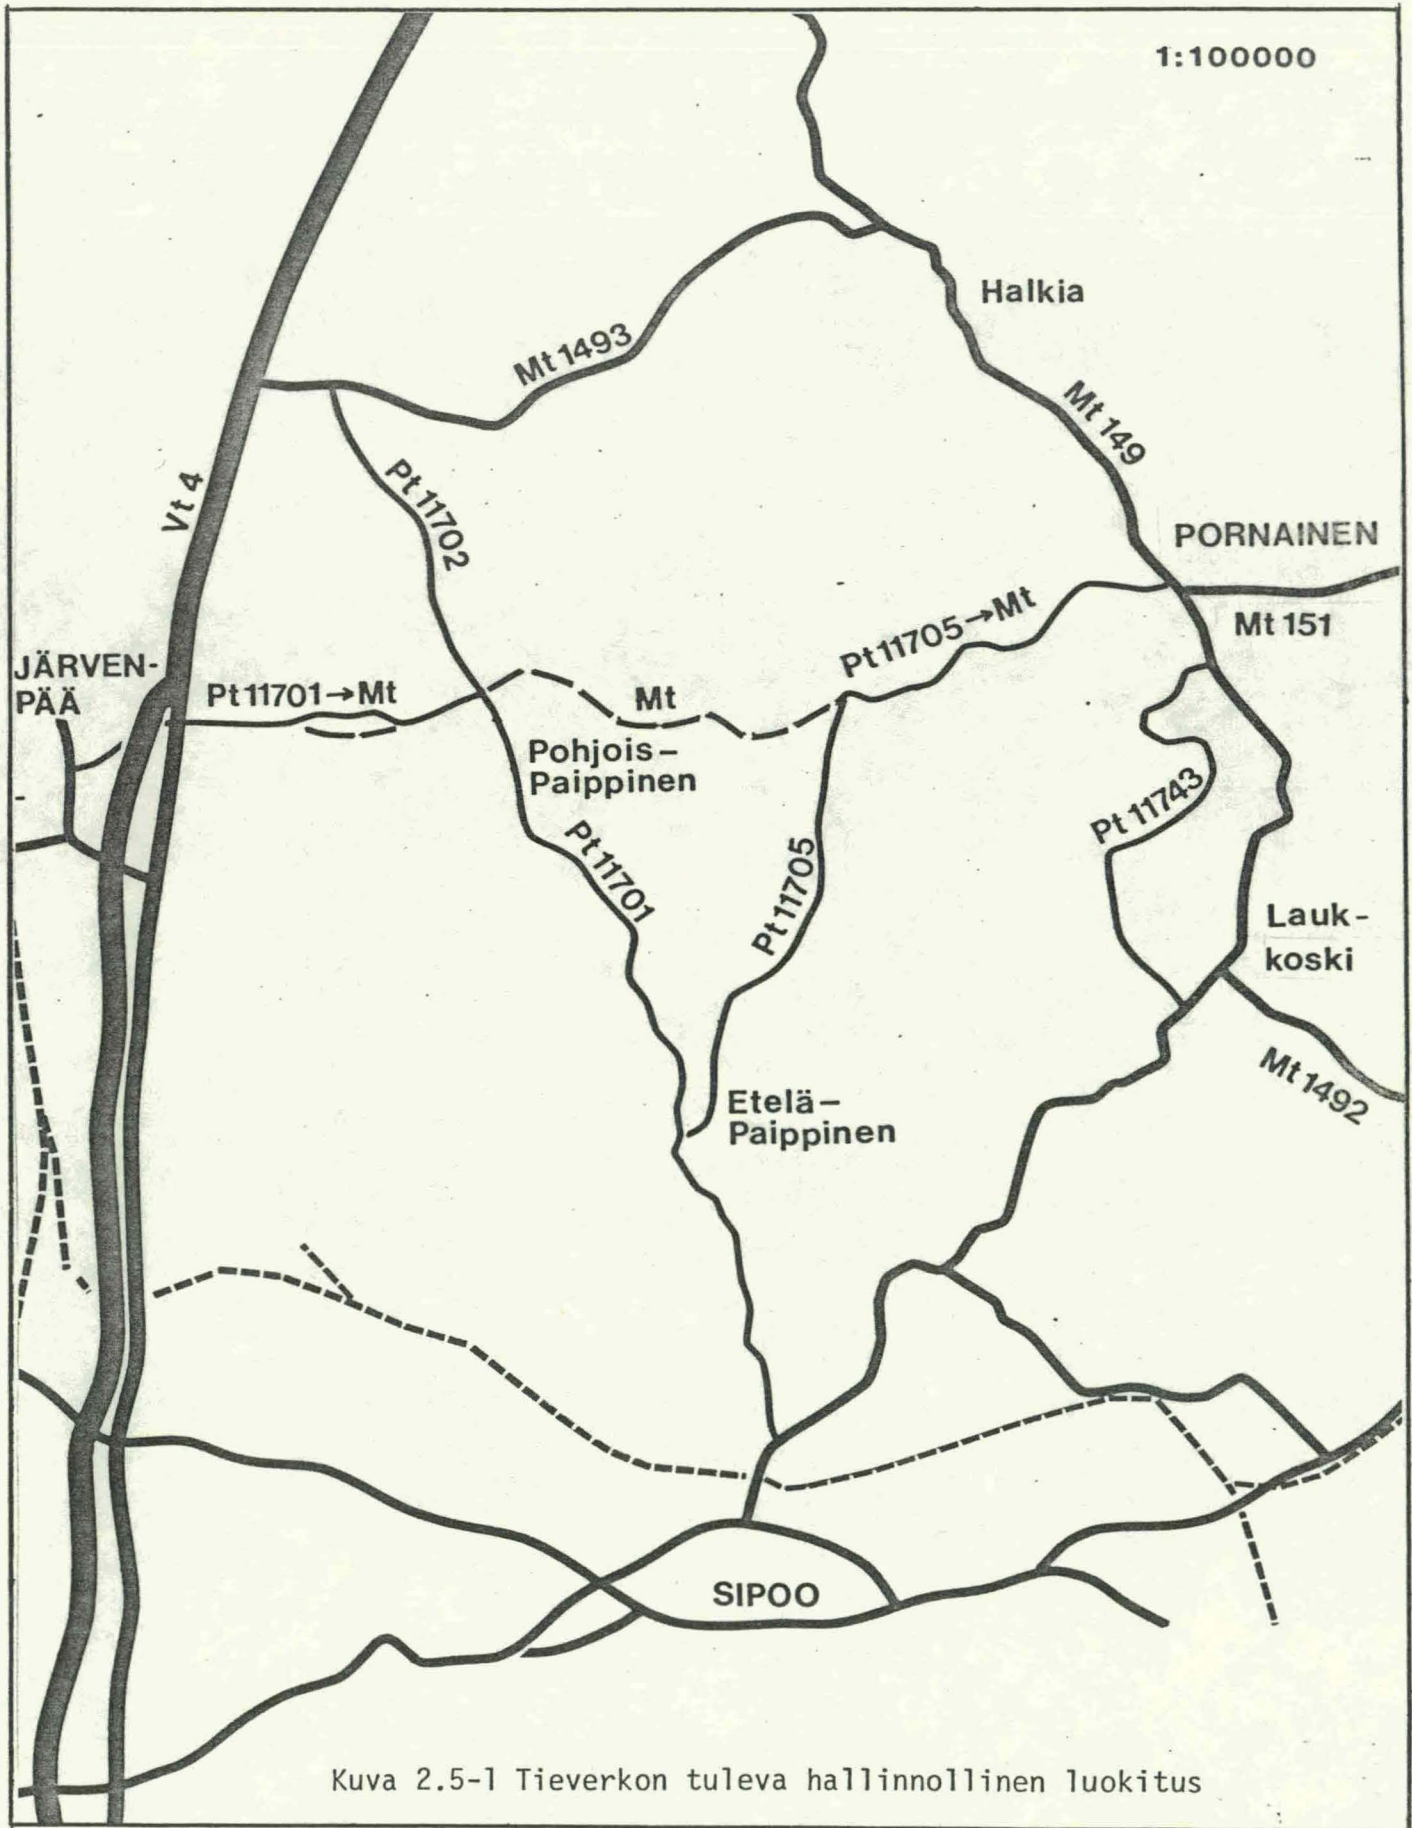 1:100000
Halkia
Mt 1493
Mt 149
Vt 4
Pt 11702
PORNAINEN
Mt 151
Pt 11705→Mt
JÄRVEN-
PÄÄ
Pt 11701→Mt
Mt
Pohjois-
Paippinen
Pt 11743
Pt 11701
Pt 11705
Lauk-
koski
Mt 1492
Etelä-
Paippinen
SIPOO
Kuva 2.5-1 Tieverkon tuleva hallinnollinen luokitus